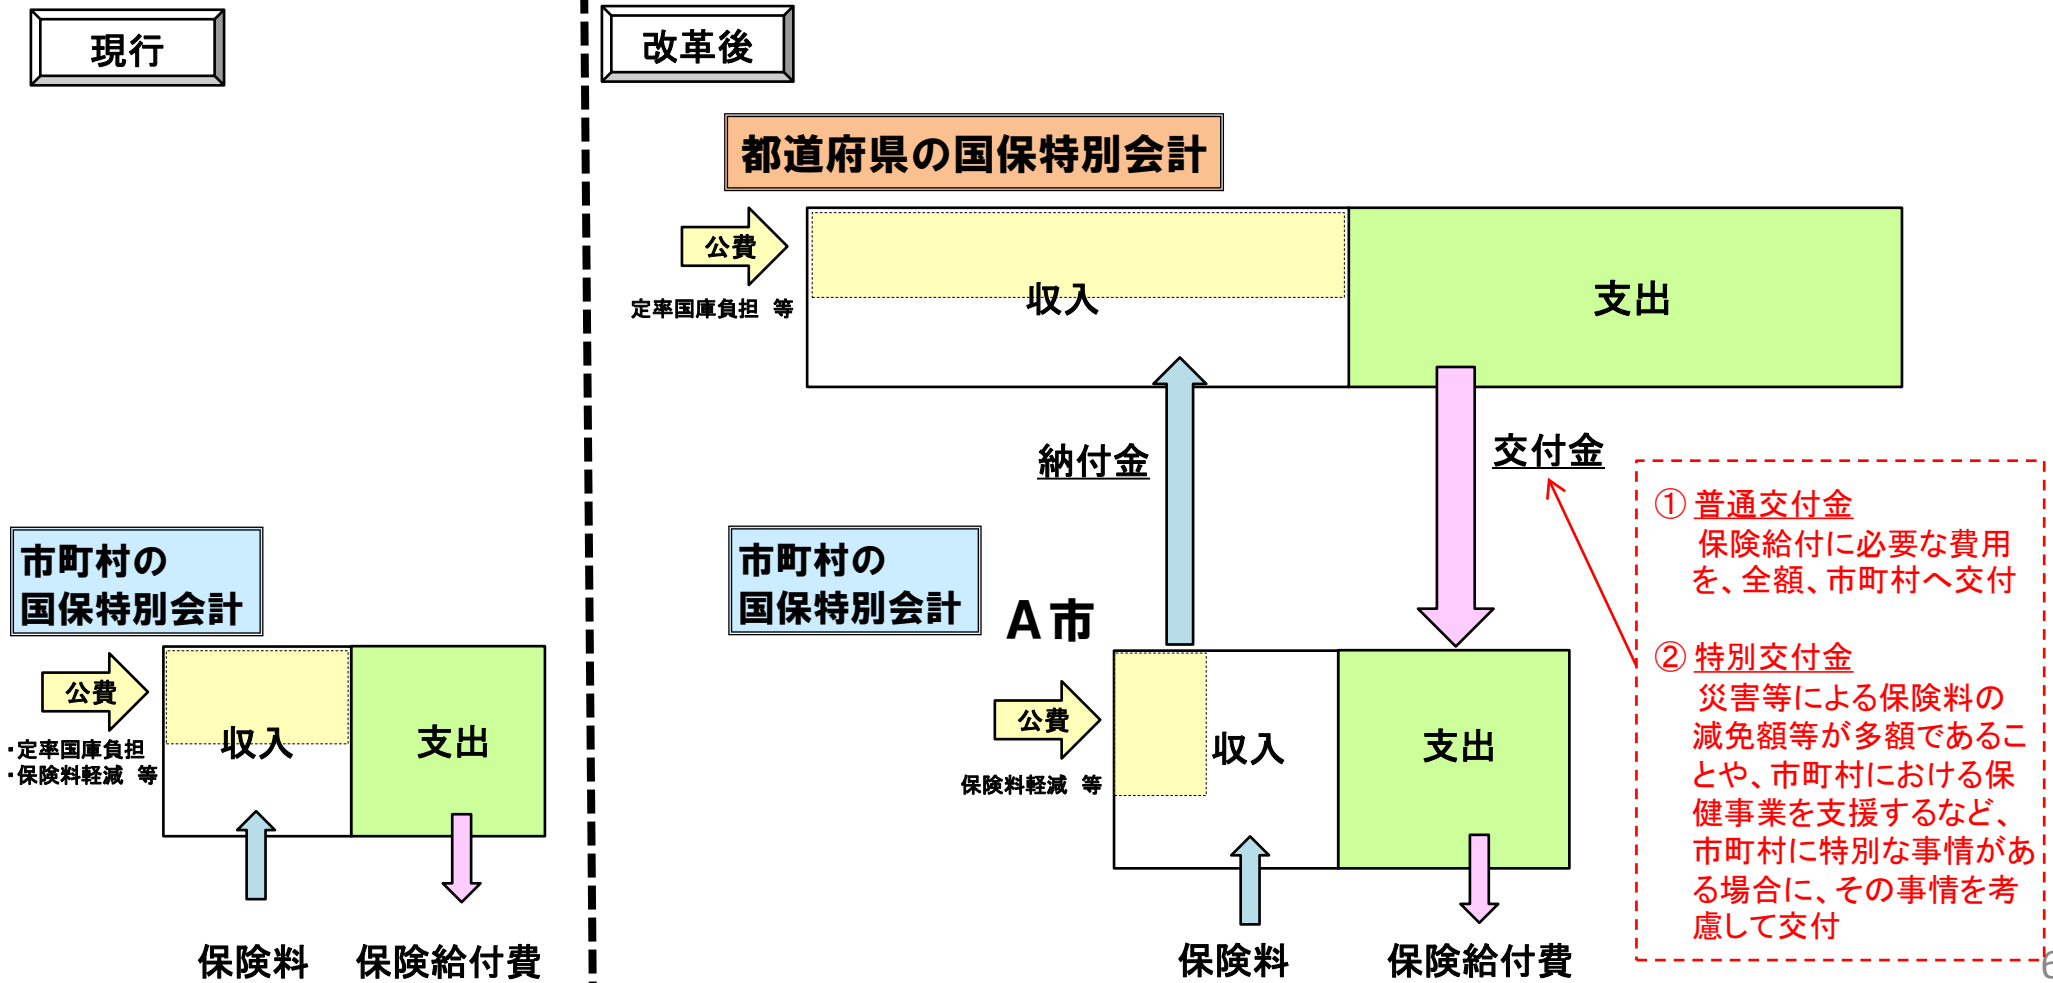 現行
市町村の
国保特別会計
公費
・定率国庫負担
・保険料軽減　等
収入
支出
保険料
保険給付費
改革後
都道府県の国保特別会計
公費
定率国庫負担　等
収入
支出
納付金
交付金
市町村の
国保特別会計
A市
公費
保険料軽減　等
収入
支出
保険料
保険給付費
① 普通交付金
保険給付に必要な費用
を、全額、市町村へ交付
② 特別交付金
災害等による保険料の
減免額等が多額であるこ
とや、市町村における保
健事業を支援するなど、
市町村に特別な事情があ
る場合に、その事情を考
慮して交付
6